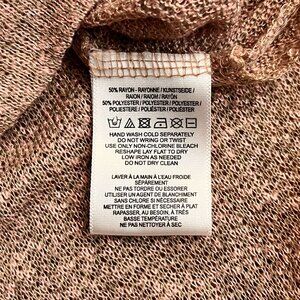 50% RAYON - RAYONNE / KUNSTSEIDE /
RAION / RAIOM / RAYÓN
50% POLYESTER / POLYESTER / POLYESTER /
POLIESTERE / POLIÉSTER / POLIÉSTER
HAND WASH COLD SEPARATELY
DO NOT WRING OR TWIST
USE ONLY NON-CHLORINE BLEACH
RESHAPE LAY FLAT TO DRY
LOW IRON AS NEEDED
DO NOT DRY CLEAN
LAVER À LA MAIN À L'EAU FROIDE
SÉPARÉMENT
NE PAS TORDRE OU ESSORER
UTILISER UN AGENT DE BLANCHIMENT
SANS CHLORE SI NÉCESSAIRE
METTRE EN FORME ET SECHER À PLAT
RAPASSER, AU BESOIN, À TRÈS
BASSE TEMPÉRATURE
NE PAS NETTOYER À SEC